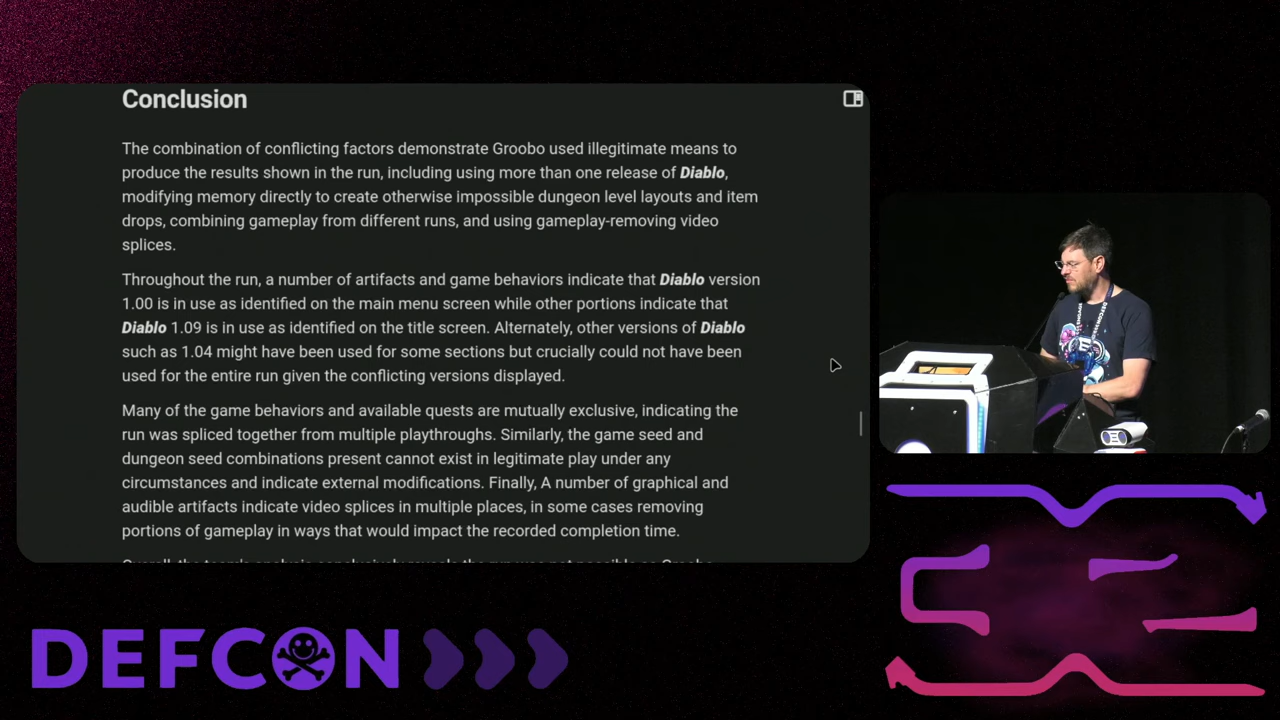 Conclusion
The combination of conflicting factors demonstrate Groobo used illegitimate means to
produce the results shown in the run, including using more than one release of Diablo,
modifying memory directly to create otherwise impossible dungeon level layouts and item
drops, combining gameplay from different runs, and using gameplay-removing video
splices.
Throughout the run, a number of artifacts and game behaviors indicate that Diablo version
1.00 is in use as identified on the main menu screen while other portions indicate that
Diablo 1.09 is in use as identified on the title screen. Alternately, other versions of Diablo
such as 1.04 might have been used for some sections but crucially could not have been
used for the entire run given the conflicting versions displayed.
Many of the game behaviors and available quests are mutually exclusive, indicating the
run was spliced together from multiple playthroughs. Similarly, the game seed and
dungeon seed combinations present cannot exist in legitimate play under any
circumstances and indicate external modifications. Finally, A number of graphical and
audible artifacts indicate video splices in multiple places, in some cases removing
portions of gameplay in ways that would impact the recorded completion time.
DEFCON